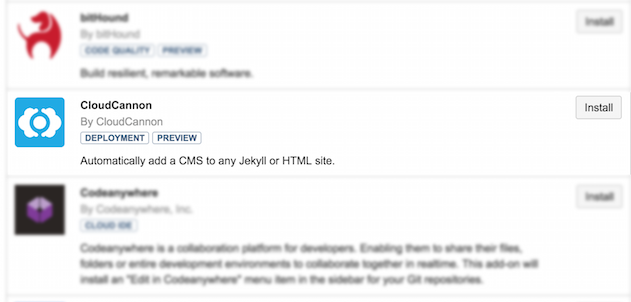 bitHound
Install
By bitHound
CODE QUALITY PREVIEW
Build resilient, remarkable software.
CloudCannon
Install
By CloudCannon
DEPLOYMENT PREVIEW
Automatically add a CMS to any Jekyll or HTML site.
Codeanywhere
Install
By Codeanywhere, Inc.
CLOUD IDE
Codeanywhere is a collaboration platform for developers. Enabling them to share their files,
folders or entire development environments to collaborate together in realtime. This add-on will
install an "Edit in Codeanywhere" menu item in the sidebar for your Git repositories.